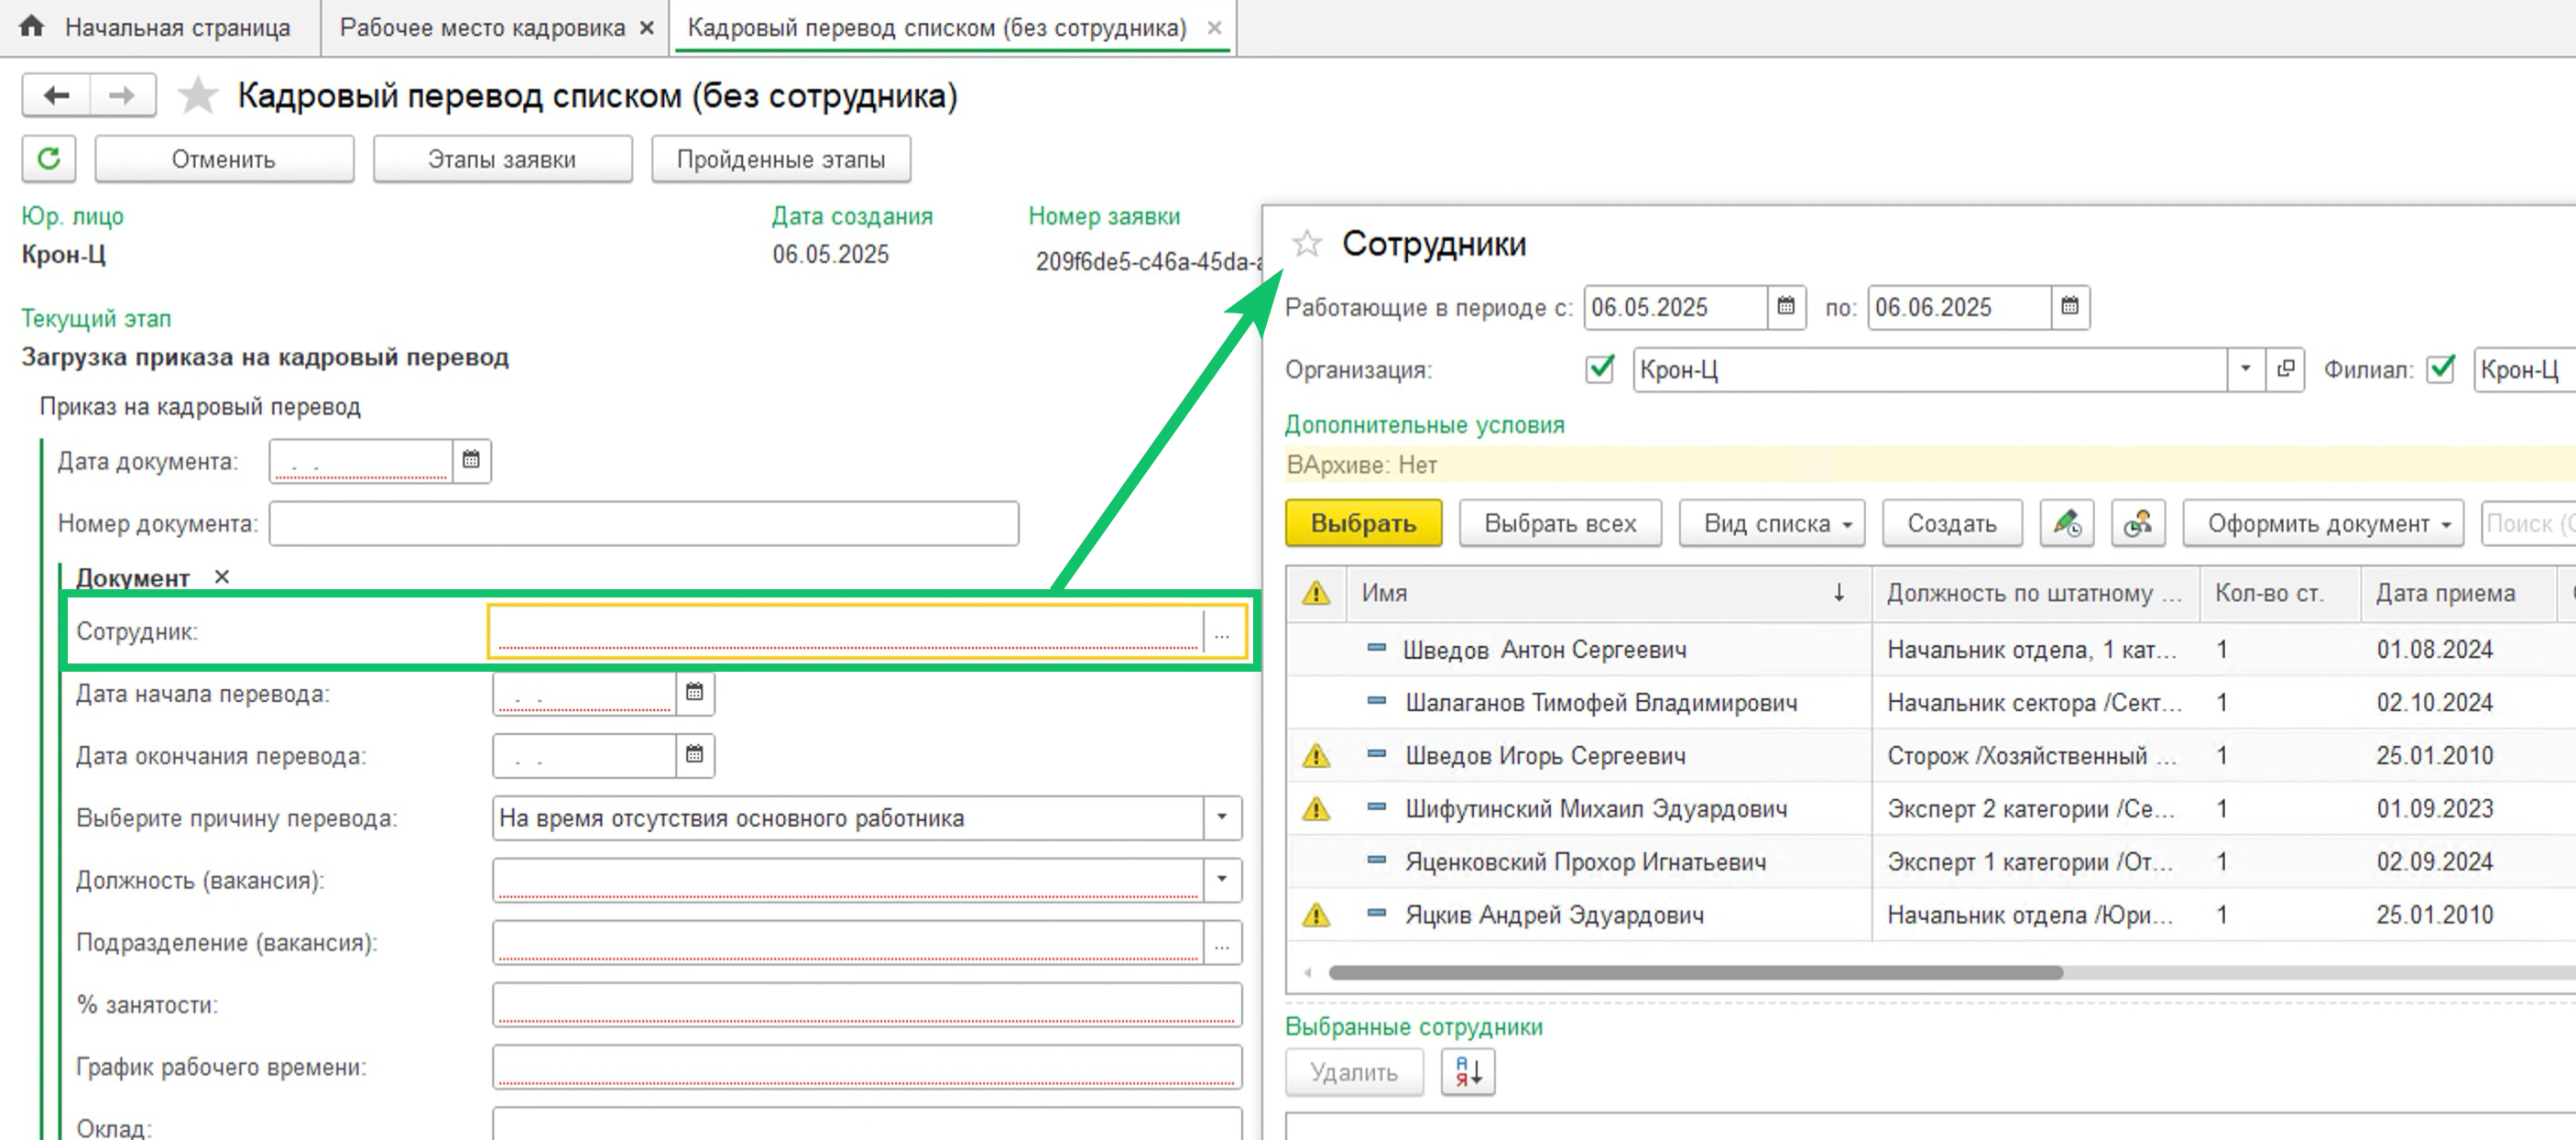 Начальная страница
Рабочее место кадровика
Кадровый перевод списком (без сотрудника)
Кадровый перевод списком (без сотрудника)
Отменить
Этапы заявки
Пройденные этапы
Юр. лицо
Дата создания
Номер заявки
Крон-Ц
06.05.2025
209f6de5-c46a-45da-
Текущий этап
Загрузка приказа на кадровый перевод
Приказ на кадровый перевод
Дата документа: . .
Номер документа:
Документ
Сотрудник: ...
Дата начала перевода: . .
Дата окончания перевода: . .
Выберите причину перевода: На время отсутствия основного работника
Должность (вакансия):
Подразделение (вакансия): ...
% занятости:
График рабочего времени:
Оклад:
Сотрудники
Работающие в периоде с: 06.05.2025 по: 06.06.2025
Организация: Крон-Ц Филиал: Крон-Ц
Дополнительные условия
ВАрхиве: Нет
Выбрать Выбрать всех Вид списка Создать Оформить документ Поиск (
Имя ↓ Должность по штатному ... Кол-во ст. Дата приема
Шведов Антон Сергеевич Начальник отдела, 1 кат... 1 01.08.2024
Шалаганов Тимофей Владимирович Начальник сектора /Сект... 1 02.10.2024
Шведов Игорь Сергеевич Сторож /Хозяйственный ... 1 25.01.2010
Шифутинский Михаил Эдуардович Эксперт 2 категории /Се... 1 01.09.2023
Яценковский Прохор Игнатьевич Эксперт 1 категории /От... 1 02.09.2024
Яцкив Андрей Эдуардович Начальник отдела /Юри... 1 25.01.2010
Выбранные сотрудники
Удалить
А
Я